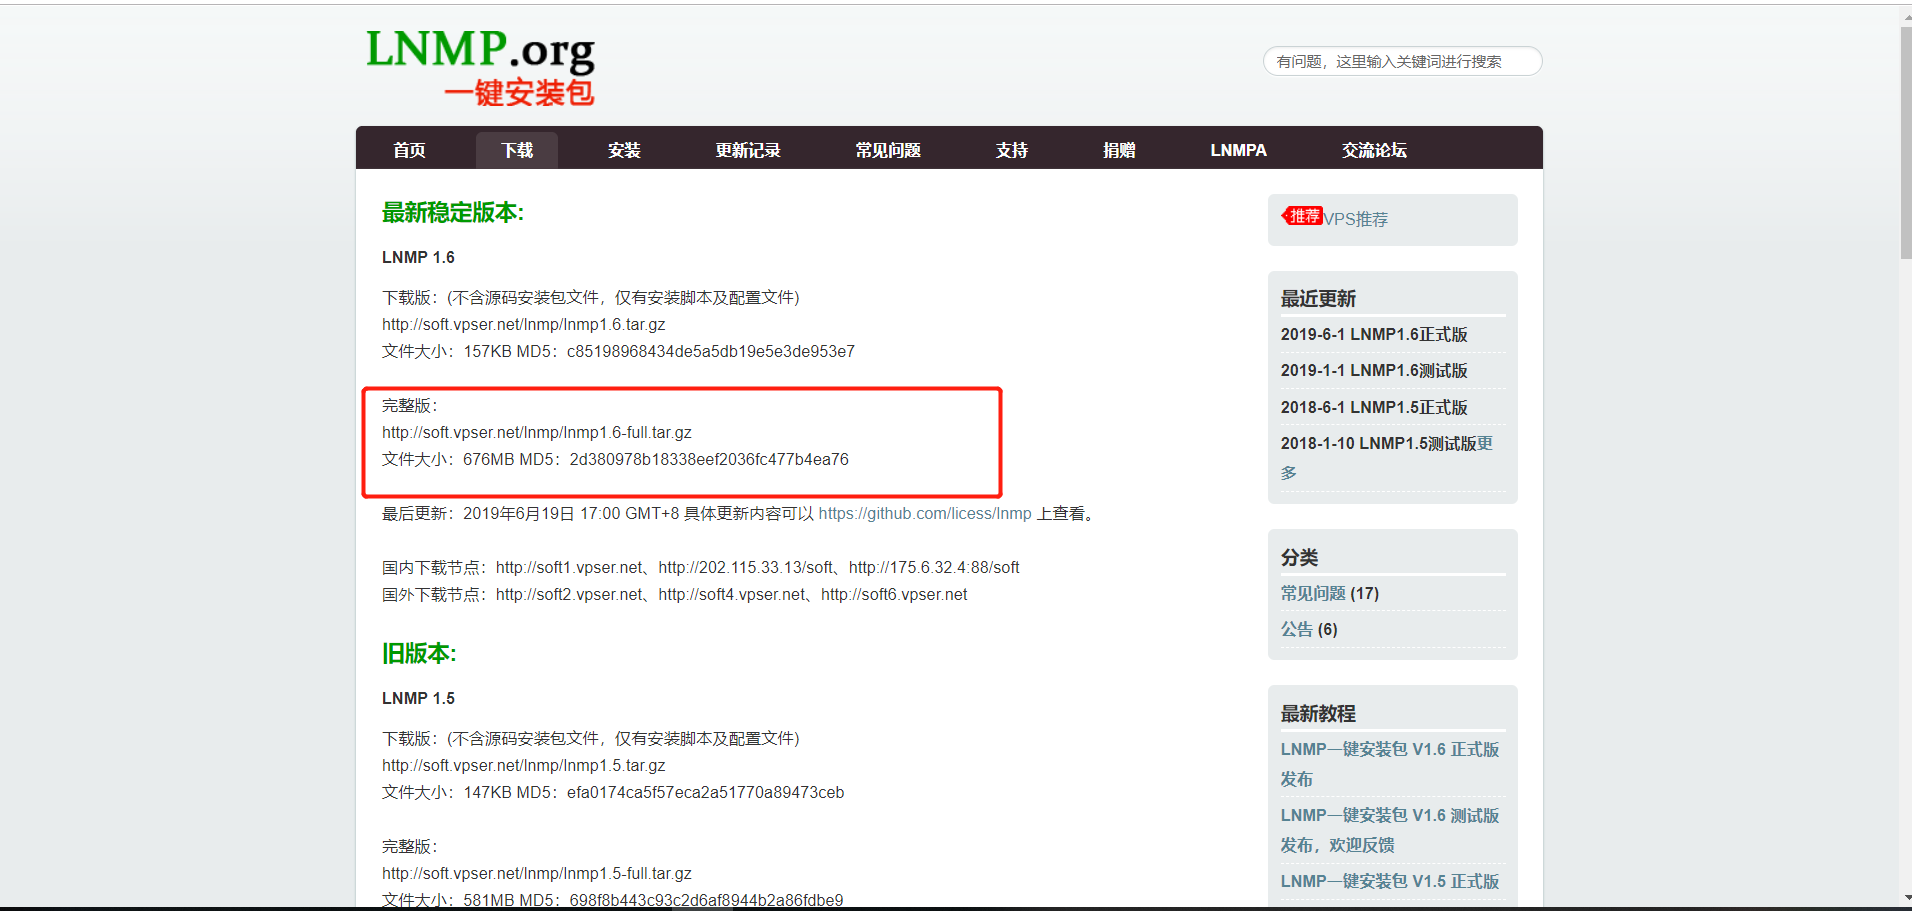 LNMP.org
一键安装包
有问题，这里输入关键词进行搜索
首页 下载 安装 更新记录 常见问题 支持 捐赠 LNMPA 交流论坛
最新稳定版本:
LNMP 1.6
下载版：(不含源码安装包文件，仅有安装脚本及配置文件)
http://soft.vpser.net/lnmp/lnmp1.6.tar.gz
文件大小：157KB MD5：c85198968434de5a5db19e5e3de953e7
完整版：
http://soft.vpser.net/lnmp/lnmp1.6-full.tar.gz
文件大小：676MB MD5：2d380978b18338eef2036fc477b4ea76
最后更新：2019年6月19日 17:00 GMT+8 具体更新内容可以 https://github.com/licess/lnmp 上查看。
国内下载节点：http://soft1.vpser.net、http://202.115.33.13/soft、http://175.6.32.4:88/soft
国外下载节点：http://soft2.vpser.net、http://soft4.vpser.net、http://soft6.vpser.net
旧版本:
LNMP 1.5
下载版：(不含源码安装包文件，仅有安装脚本及配置文件)
http://soft.vpser.net/lnmp/lnmp1.5.tar.gz
文件大小：147KB MD5：efa0174ca5f57eca2a51770a89473ceb
完整版：
http://soft.vpser.net/lnmp/lnmp1.5-full.tar.gz
文件大小：581MB MD5：698f8b443c93c2d6af8944b2a86fdbe9
推荐VPS推荐
最近更新
2019-6-1 LNMP1.6正式版
2019-1-1 LNMP1.6测试版
2018-6-1 LNMP1.5正式版
2018-1-10 LNMP1.5测试版更
多
分类
常见问题 (17)
公告 (6)
最新教程
LNMP一键安装包 V1.6 正式版
发布
LNMP一键安装包 V1.6 测试版
发布，欢迎反馈
LNMP一键安装包 V1.5 正式版